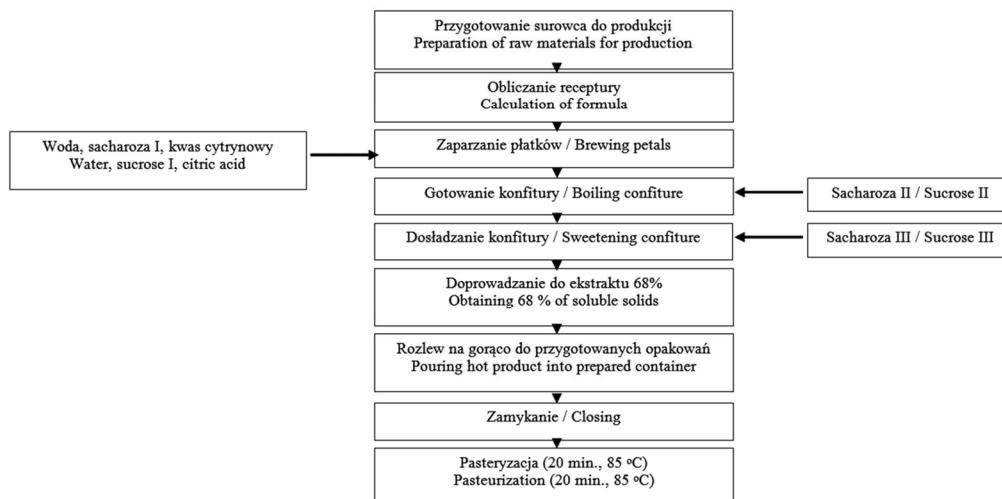 Przygotowanie surowca do produkcji
Preparation of raw materials for production
Obliczanie receptury
Calculation of formula
Woda, sacharoza I, kwas cytrynowy
Water, sucrose I, citric acid
Zaparzanie płatków / Brewing petals
Gotowanie konfitury / Boiling confiture
Sacharoza II / Sucrose II
Dosładzanie konfitury / Sweetening confiture
Sacharoza III / Sucrose III
Doprowadzanie do ekstraktu 68%
Obtaining 68 % of soluble solids
Rozlew na gorąco do przygotowanych opakowań
Pouring hot product into prepared container
Zamykanie / Closing
Pasteryzacja (20 min., 85 ºC)
Pasteurization (20 min., 85 ºC)